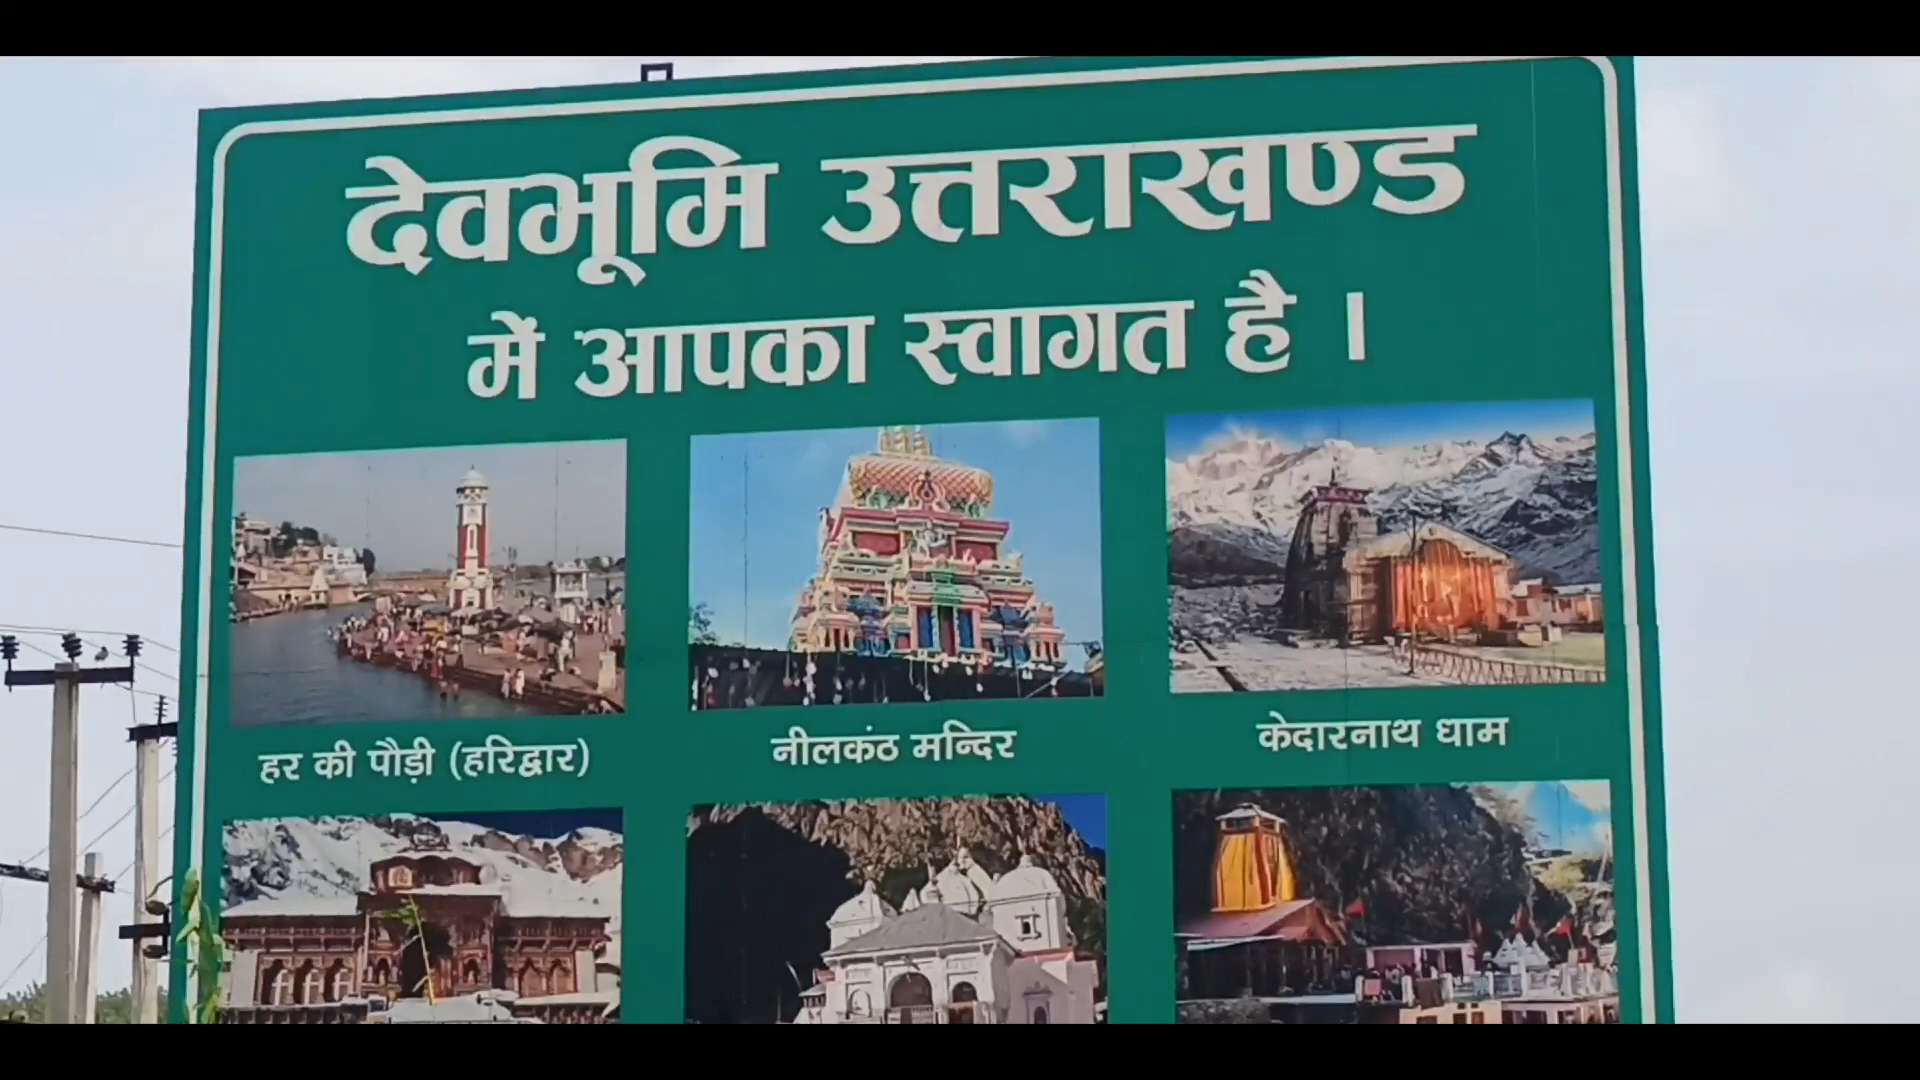 देवभूमि उत्तराखण्ड
में आपका स्वागत है ।
हर की पौड़ी (हरिद्वार)
नीलकंठ मन्दिर
केदारनाथ धाम